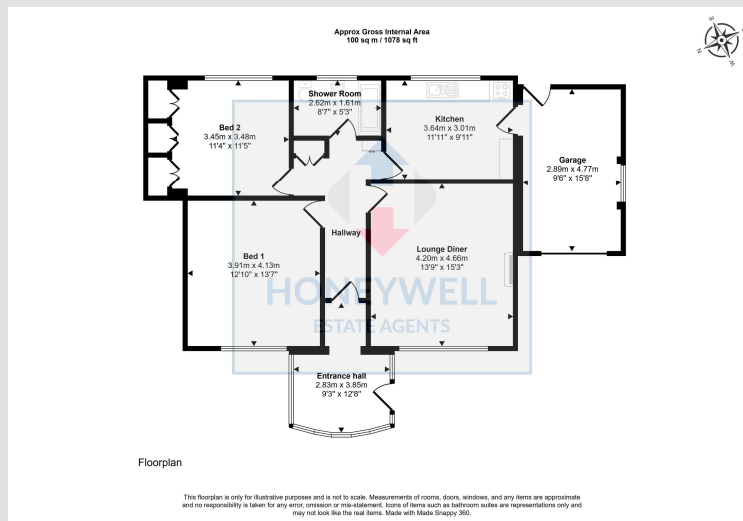 Approx Gross Internal Area
100 sq m / 1078 sq ft
Shower Room
2.62m x 1.61m
8'7" x 5'3"
Kitchen
3.64m x 3.01m
11'11" x 9'11"
Bed 2
3.45m x 3.48m
11'4" x 11'5"
Garage
2.89m x 4.77m
9'6" x 15'8"
Hallway
Bed 1
3.91m x 4.13m
12'10" x 13'7"
Lounge Diner
4.20m x 4.66m
13'9" x 15'3"
HONEYWELL
ESTATE AGENTS
Entrance hall
2.83m x 3.85m
9'3" x 12'8"
Floorplan
This floorplan is only for illustrative purposes and is not to scale. Measurements of rooms, doors, windows, and any items are approximate
and no responsibility is taken for any error, omission or mis-statement. Icons of items such as bathroom suites are representations only and
may not look like the real items. Made with Made Snappy 360.